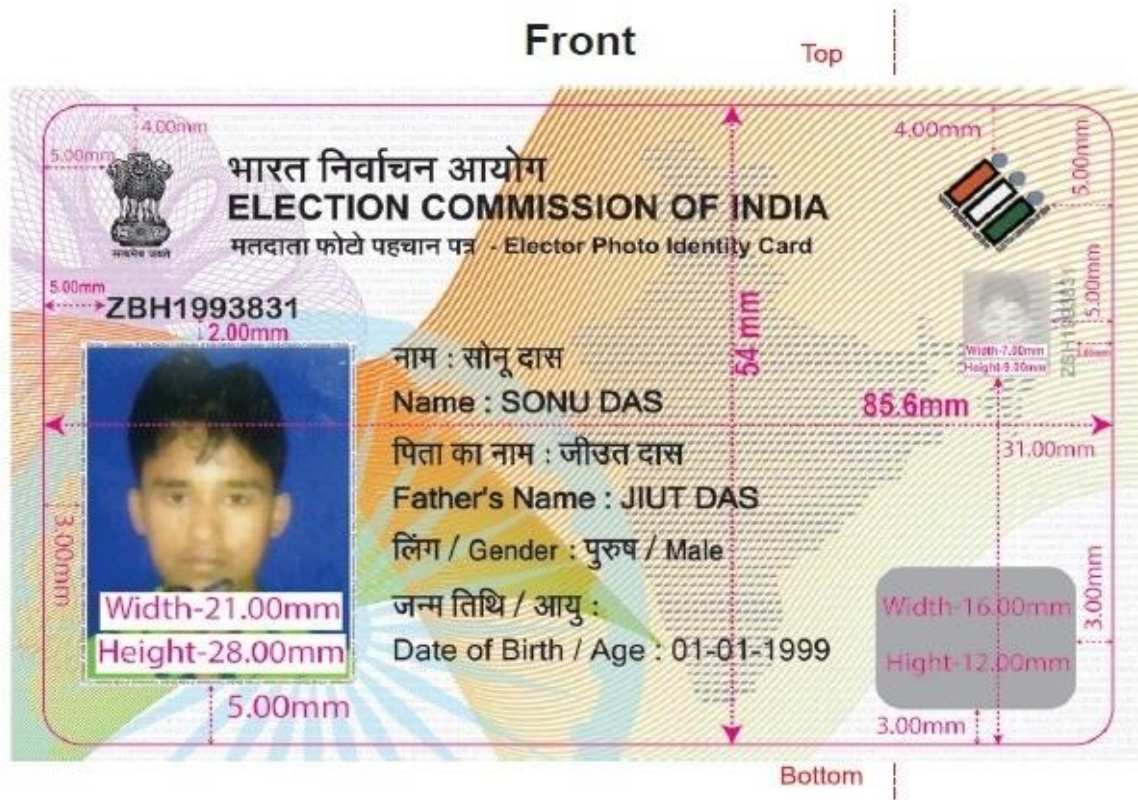 Front
Top
4.00mm
4.00mm
5.00mm
5.00mm
भारत निर्वाचन आयोग
ELECTION COMMISSION OF INDIA
मतदाता फोटो पहचान पत्र - Elector Photo Identity Card
सत्यमेव जयते
5.00mm
ZBH1993831
2.00mm
54 mm
5.00mm
ZBH1993831
Width-7.00mm
Height-9.00mm
नाम : सोनू दास
Name : SONU DAS
85.6mm
31.00mm
पिता का नाम : जीउत दास
Father's Name : JIUT DAS
लिंग / Gender : पुरुष / Male
3.00mm
3.00mm
Width-21.00mm
Height-28.00mm
जन्म तिथि / आयु :
Date of Birth / Age : 01-01-1999
Width-16.00mm
Hight-12.00mm
5.00mm
3.00mm
Bottom